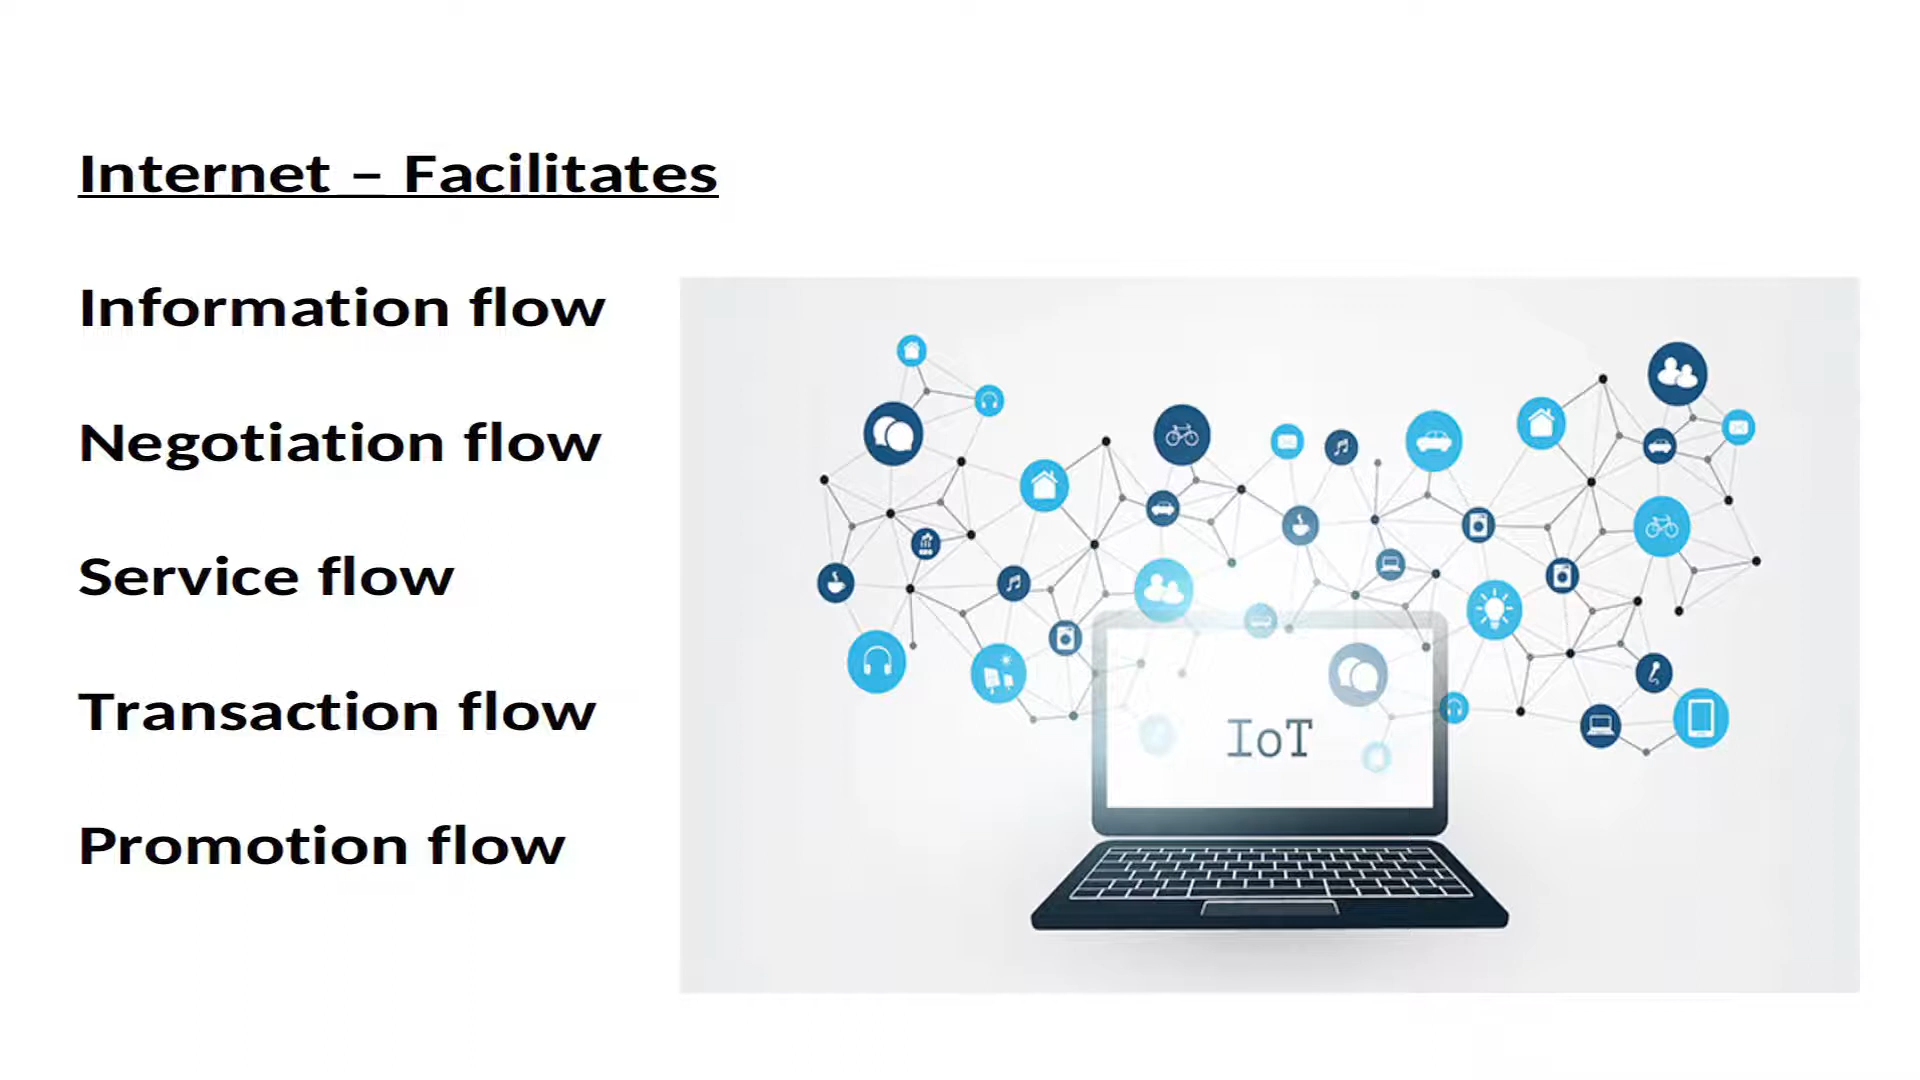 Internet – Facilitates
Information flow
Negotiation flow
Service flow
Transaction flow
Promotion flow
IoT